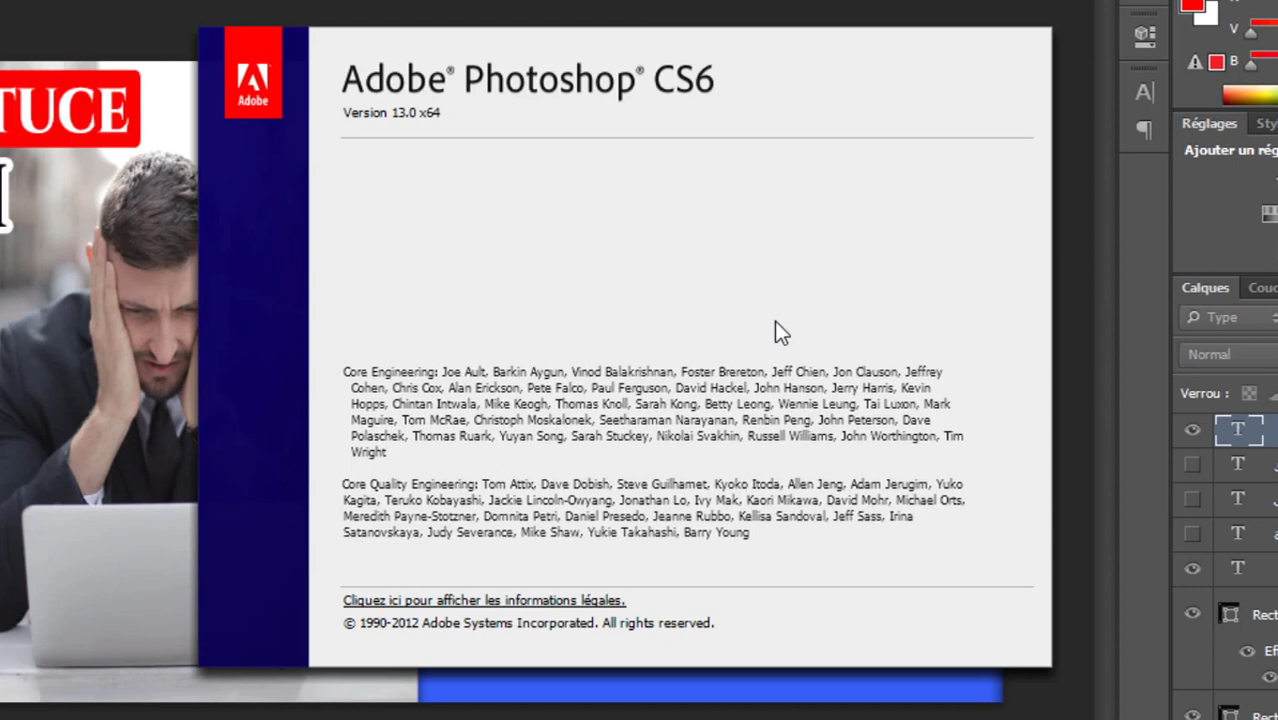 TUCE
Adobe
Adobe® Photoshop® CS6
Version 13.0 x64
Core Engineering: Joe Ault, Barkin Aygun, Vinod Balakrishnan, Foster Brereton, Jeff Chien, Jon Clauson, Jeffrey
Cohen, Chris Cox, Alan Erickson, Pete Falco, Paul Ferguson, David Hackel, John Hanson, Jerry Harris, Kevin
Hopps, Chintan Intwala, Mike Keogh, Thomas Knoll, Sarah Kong, Betty Leong, Wennie Leung, Tai Luxon, Mark
Maguire, Tom McRae, Christoph Moskalonek, Seetharaman Narayanan, Renbin Peng, John Peterson, Dave
Polaschek, Thomas Ruark, Yuyan Song, Sarah Stuckey, Nikolai Svakhin, Russell Williams, John Worthington, Tim
Wright
Core Quality Engineering: Tom Attix, Dave Dobish, Steve Guilhamet, Kyoko Itoda, Allen Jeng, Adam Jerugim, Yuko
Kagita, Teruko Kobayashi, Jackie Lincoln-Owyang, Jonathan Lo, Ivy Mak, Kaori Mikawa, David Mohr, Michael Orts,
Meredith Payne-Stotzner, Domnita Petri, Daniel Presedo, Jeanne Rubbo, Kellisa Sandoval, Jeff Sass, Irina
Satanovskaya, Judy Severance, Mike Shaw, Yukie Takahashi, Barry Young
Cliquez ici pour afficher les informations légales.
© 1990-2012 Adobe Systems Incorporated. All rights reserved.
V
B
A
Réglages Sty
Ajouter un rég
Calques Couc
Type
Normal
Verrou :
T
T
T
T
T
Rect
Ef
Rect